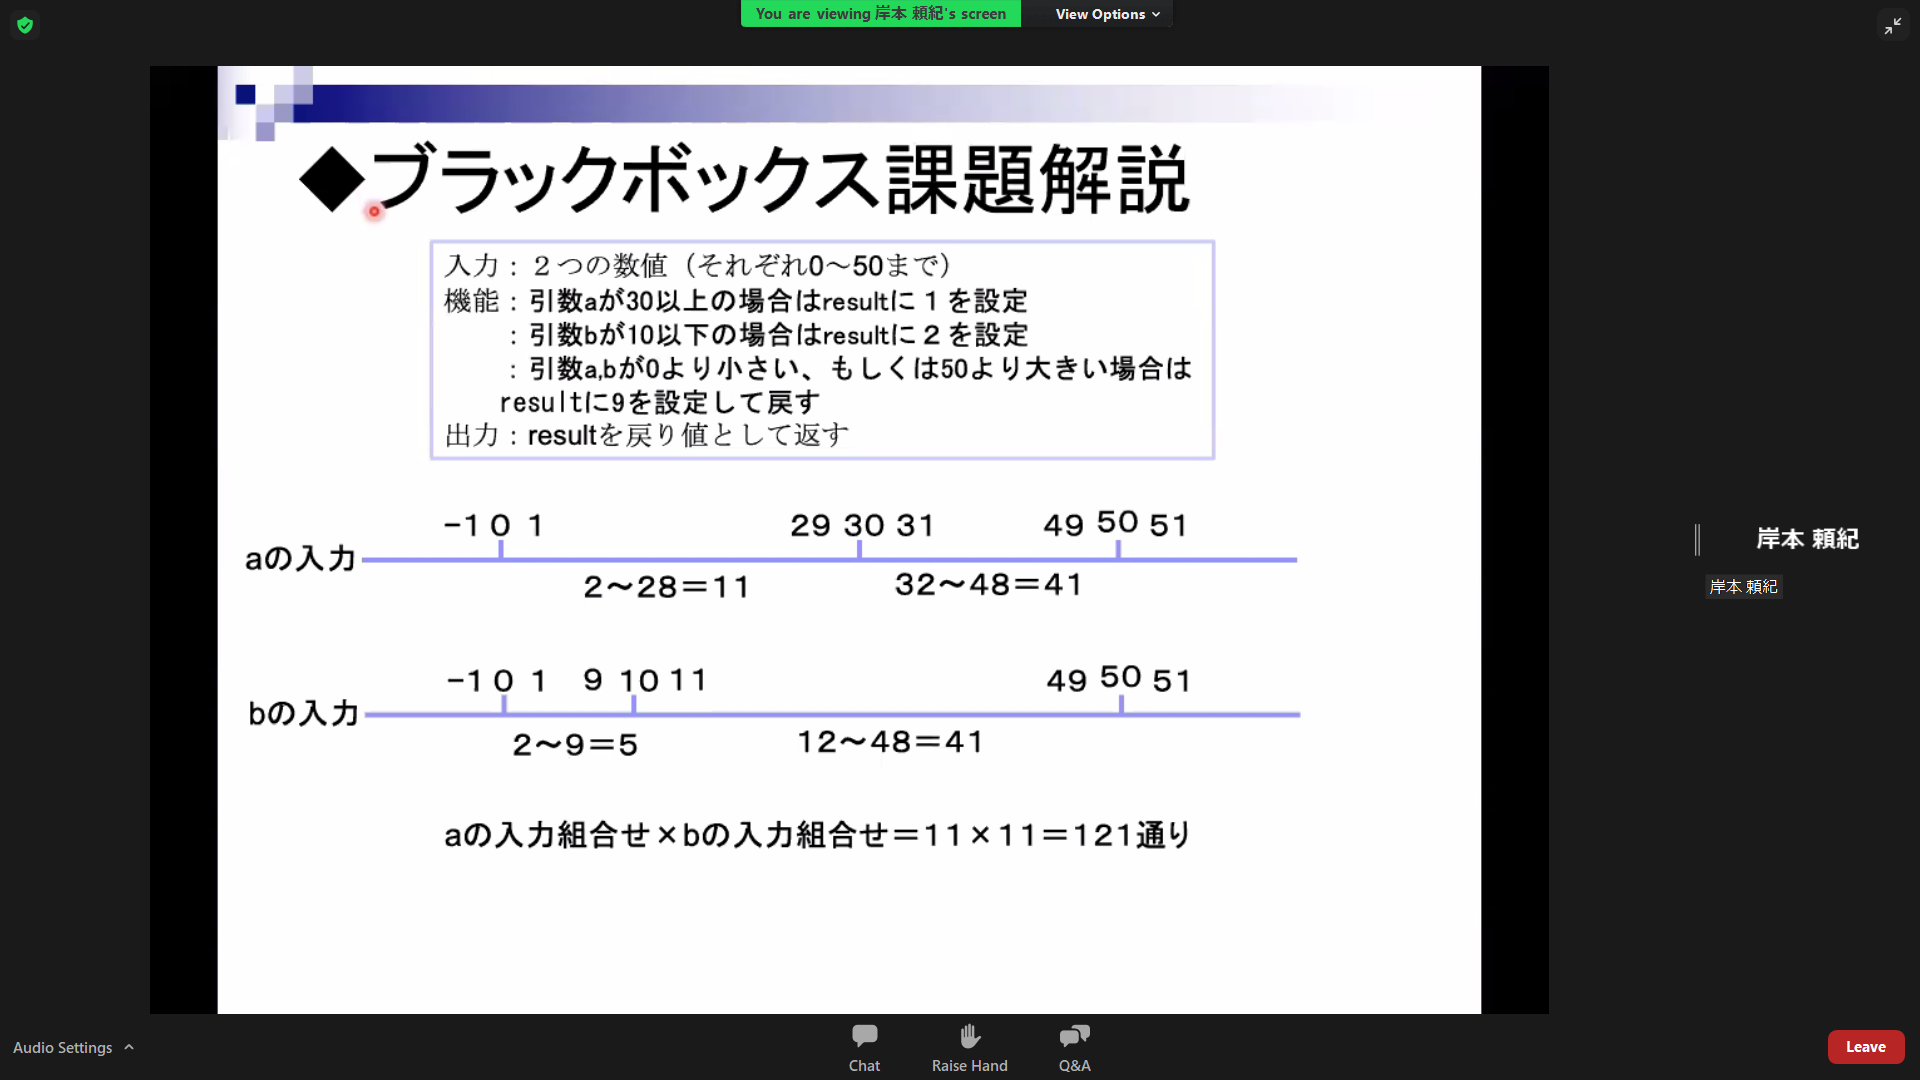 You are viewing 岸本 頼紀's screen
View Options
◆ブラックボックス課題解説
入力：２つの数値（それぞれ0～50まで）
機能：引数aが30以上の場合はresultに１を設定
：引数bが10以下の場合はresultに２を設定
：引数a,bが0より小さい、もしくは50より大きい場合は
resultに9を設定して戻す
出力：resultを戻り値として返す
−1 0 1 29 30 31 49 50 51
aの入力
2～28＝11 32～48＝41
−1 0 1 9 10 11 49 50 51
bの入力
2～9＝5 12～48＝41
aの入力組合せ×bの入力組合せ＝11×11＝121通り
岸本 頼紀
岸本 頼紀
Audio Settings
Chat
Raise Hand
Q&A
Leave